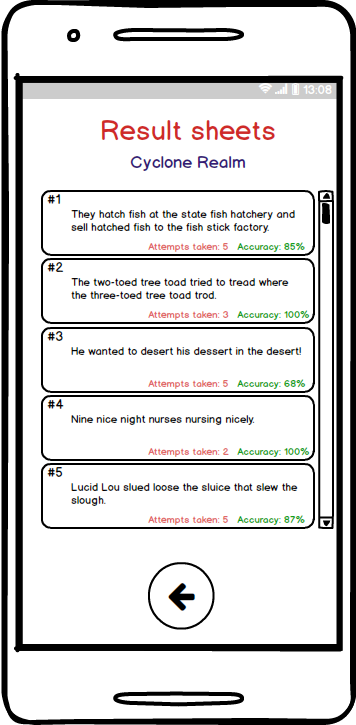 13:08
Result sheets
Cyclone Realm
#1
They hatch fish at the state fish hatchery and
sell hatched fish to the fish stick factory.
Attempts taken: 5 Accuracy: 85%
#2
The two-toed tree toad tried to tread where
the three-toed tree toad trod.
Attempts taken: 3 Accuracy: 100%
#3
He wanted to desert his dessert in the desert!
Attempts taken: 5 Accuracy: 68%
#4
Nine nice night nurses nursing nicely.
Attempts taken: 2 Accuracy: 100%
#5
Lucid Lou slued loose the sluice that slew the
slough.
Attempts taken: 5 Accuracy: 87%